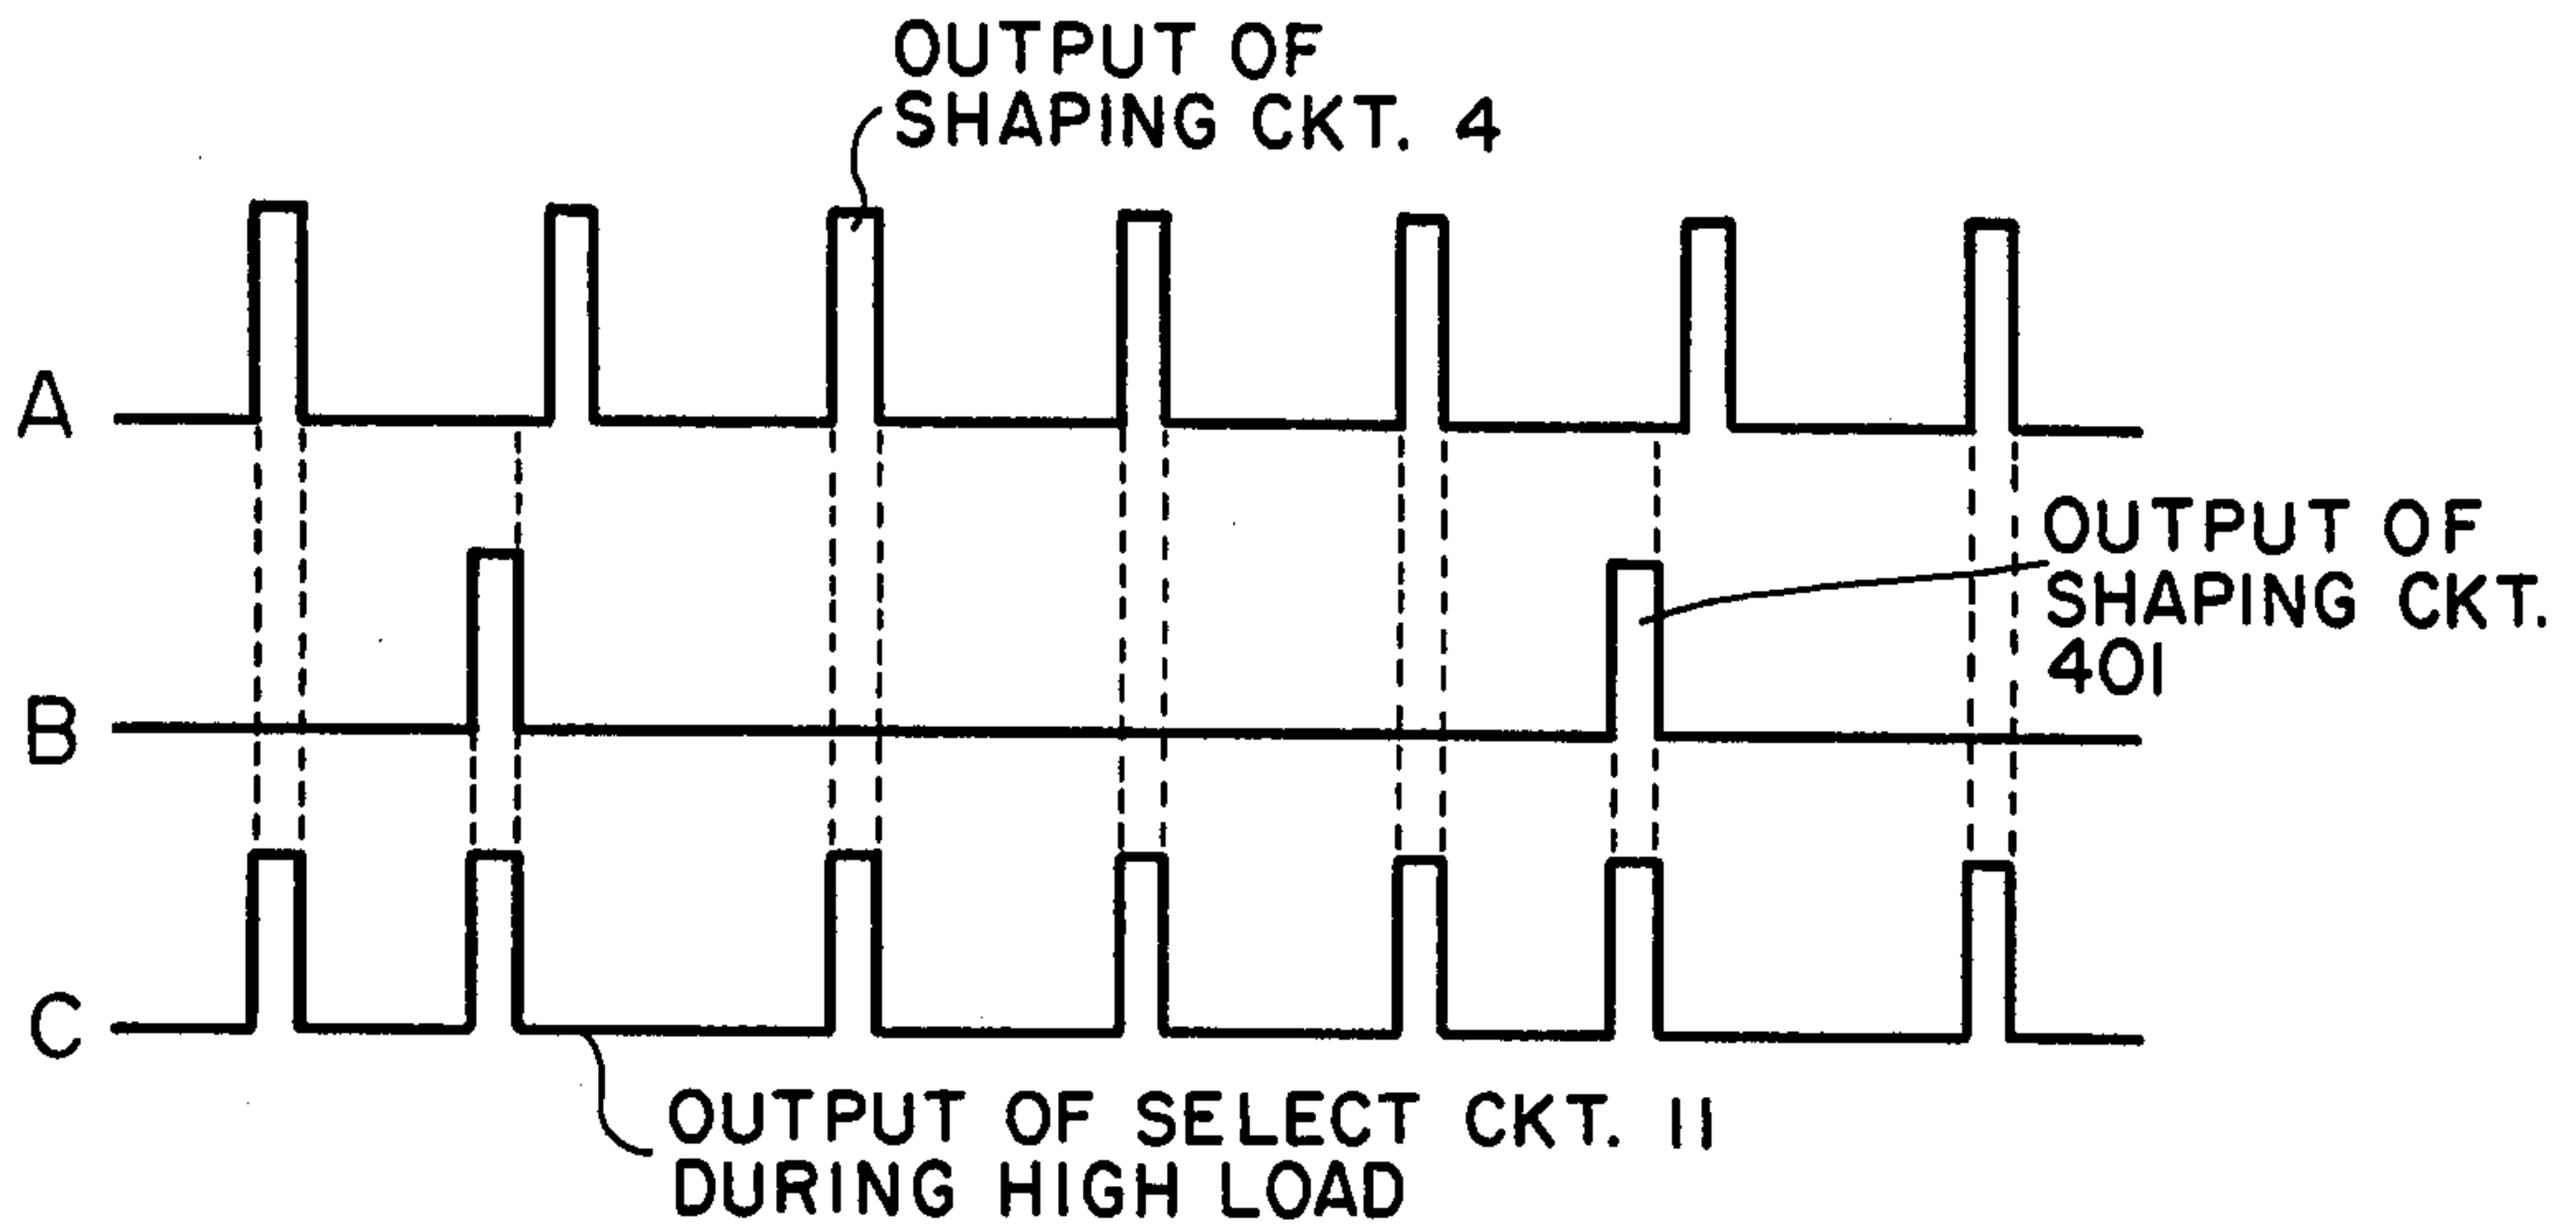 OUTPUT OF
SHAPING CKT. 4
A
OUTPUT OF
SHAPING CKT.
401
B
C
OUTPUT OF SELECT CKT. 11
DURING HIGH LOAD